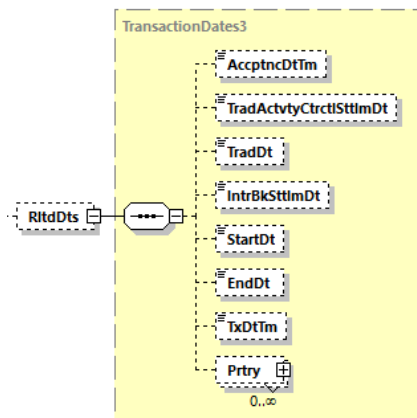 TransactionDates3
AccptncDtTm
TradActvtyCtrctlSttlmDt
TradDt
IntrBkSttlmDt
RltdDts
StartDt
EndDt
TxDtTm
Prtry
0..∞